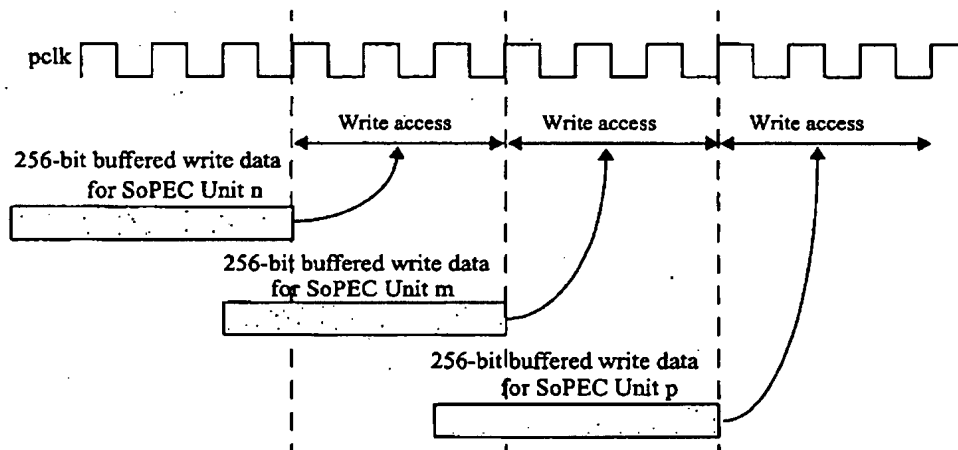 pclk
Write access
Write access
Write access
256-bit buffered write data
for SoPEC Unit n
256-bit buffered write data
for SoPEC Unit m
256-bit buffered write data
for SoPEC Unit p